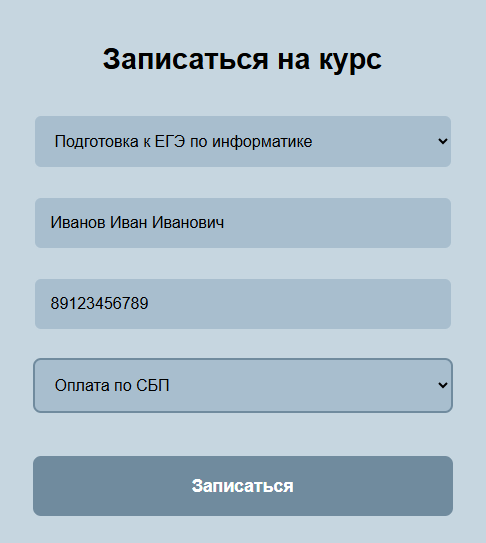 Записаться на курс
Подготовка к ЕГЭ по информатике
Иванов Иван Иванович
89123456789
Оплата по СБП
Записаться